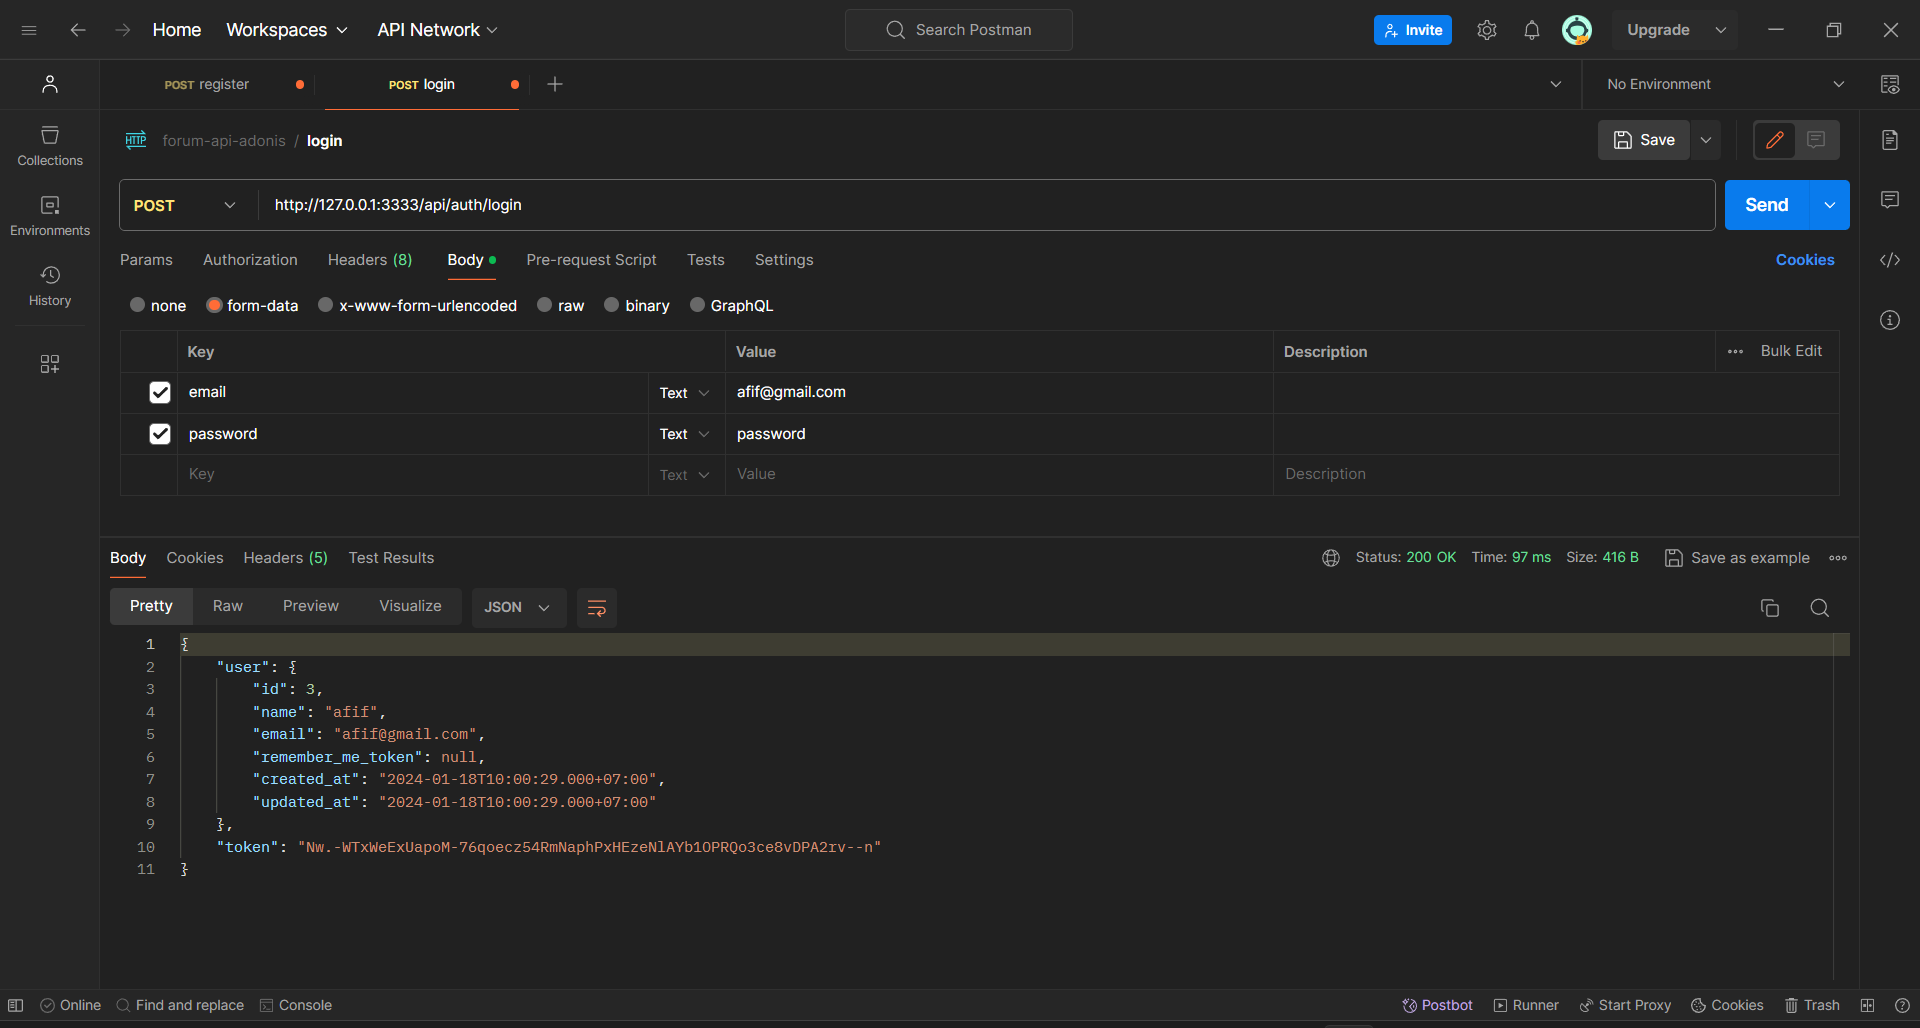 Home Workspaces API Network Search Postman Invite Upgrade
POST register POST login No Environment
HTTP forum-api-adonis / login Save
Collections
Environments
History
POST http://127.0.0.1:3333/api/auth/login Send
Params Authorization Headers (8) Body Pre-request Script Tests Settings Cookies
none form-data x-www-form-urlencoded raw binary GraphQL
Key Value Description Bulk Edit
email Text afif@gmail.com
password Text password
Key Text Value Description
Body Cookies Headers (5) Test Results Status: 200 OK Time: 97 ms Size: 416 B Save as example
Pretty Raw Preview Visualize JSON
1 {
2 "user": {
3 "id": 3,
4 "name": "afif",
5 "email": "afif@gmail.com",
6 "remember_me_token": null,
7 "created_at": "2024-01-18T10:00:29.000+07:00",
8 "updated_at": "2024-01-18T10:00:29.000+07:00"
9 },
10 "token": "Nw.-WTxWeExUapoM-76qoecz54RmNaphPxHEzeNlAYb1OPRQo3ce8vDPA2rv--n"
11 }
Online Find and replace Console Postbot Runner Start Proxy Cookies Trash